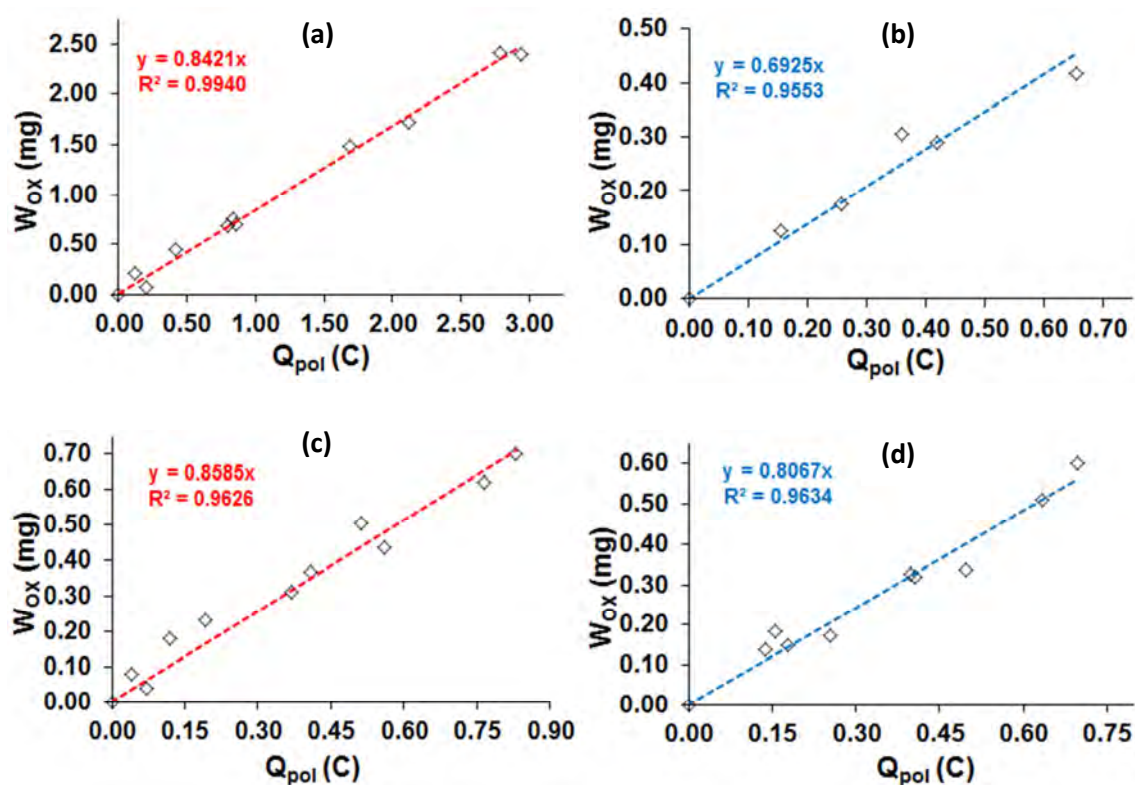 (a)
y = 0.8421x
R² = 0.9940
W_OX (mg)
2.50
2.00
1.50
1.00
0.50
0.00
0.00 0.50 1.00 1.50 2.00 2.50 3.00
Q_pol (C)
(b)
y = 0.6925x
R² = 0.9553
W_OX (mg)
0.50
0.40
0.30
0.20
0.10
0.00
0.00 0.10 0.20 0.30 0.40 0.50 0.60 0.70
Q_pol (C)
(c)
y = 0.8585x
R² = 0.9626
W_OX (mg)
0.70
0.60
0.50
0.40
0.30
0.20
0.10
0.00
0.00 0.15 0.30 0.45 0.60 0.75 0.90
Q_pol (C)
(d)
y = 0.8067x
R² = 0.9634
W_OX (mg)
0.60
0.50
0.40
0.30
0.20
0.10
0.00
0.00 0.15 0.30 0.45 0.60 0.75
Q_pol (C)